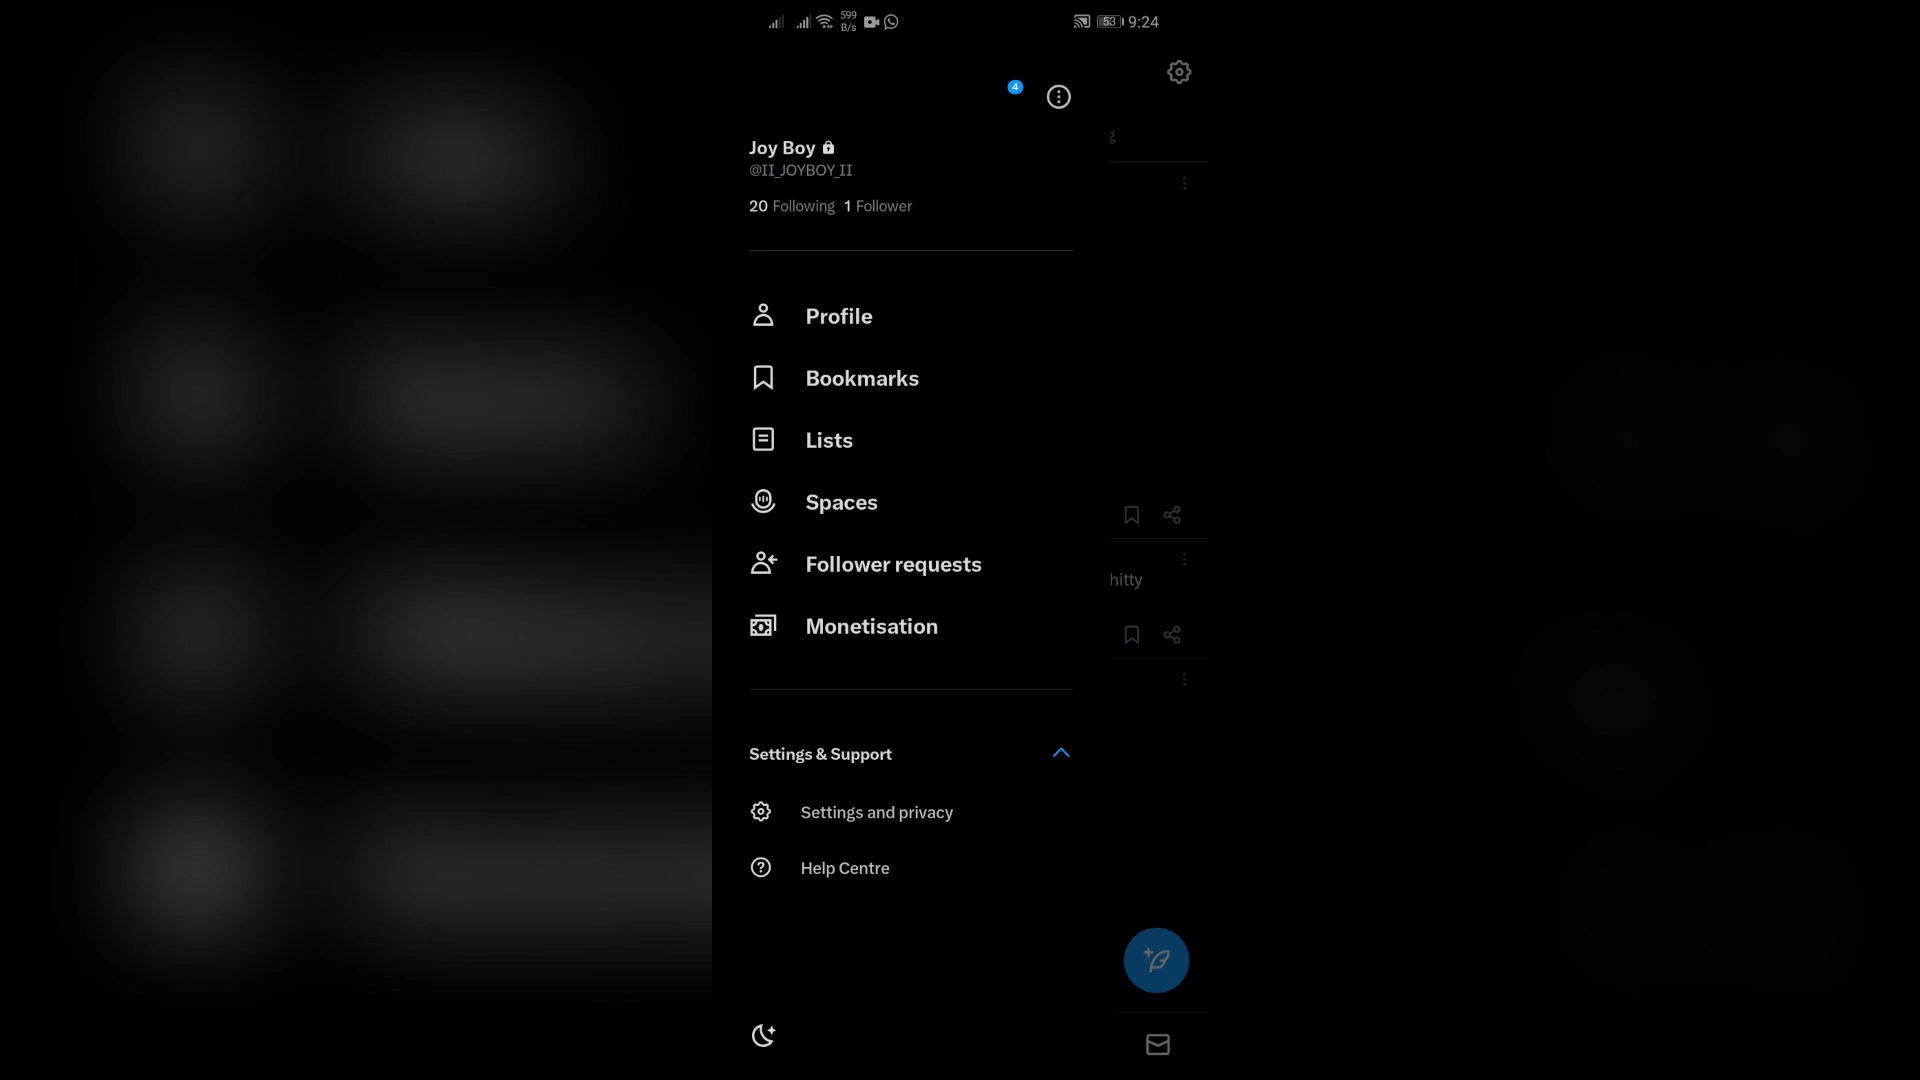 599
B/s
53
9:24
4
Joy Boy
@II_JOYBOY_II
20 Following 1 Follower
Profile
Bookmarks
Lists
Spaces
Follower requests
Monetisation
hitty
Settings & Support
Settings and privacy
Help Centre